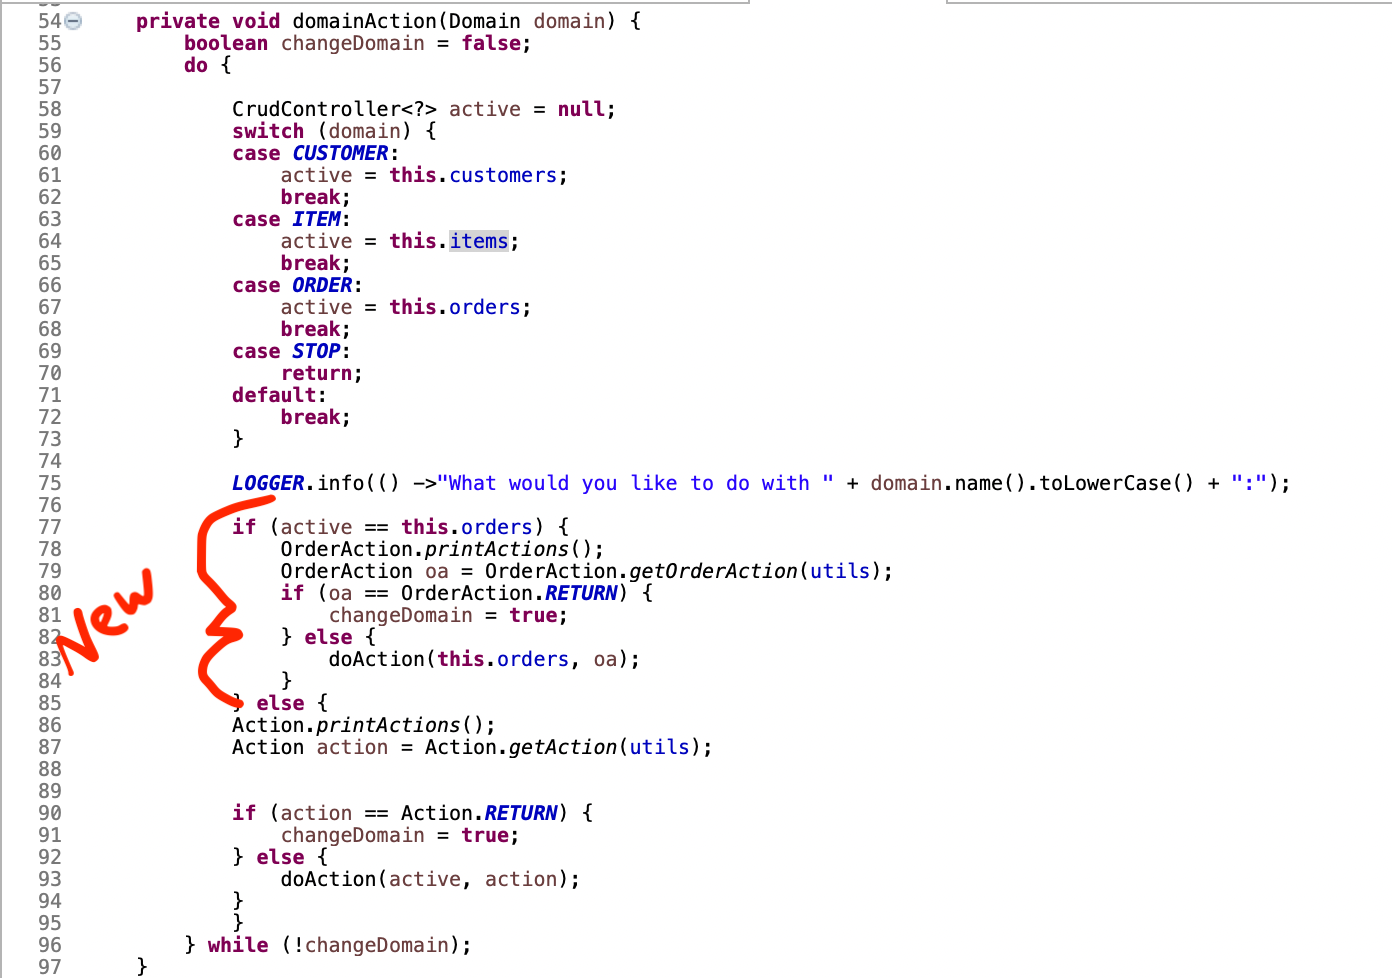 54 private void domainAction(Domain domain) {
55 boolean changeDomain = false;
56 do {
57
58 CrudController<?> active = null;
59 switch (domain) {
60 case CUSTOMER:
61 active = this.customers;
62 break;
63 case ITEM:
64 active = this.items;
65 break;
66 case ORDER:
67 active = this.orders;
68 break;
69 case STOP:
70 return;
71 default:
72 break;
73 }
74
75 LOGGER.info(() ->"What would you like to do with " + domain.name().toLowerCase() + ":");
76
77 if (active == this.orders) {
78 OrderAction.printActions();
79 OrderAction oa = OrderAction.getOrderAction(utils);
80 if (oa == OrderAction.RETURN) {
81 changeDomain = true;
82 } else {
83 doAction(this.orders, oa);
84 }
85 } else {
86 Action.printActions();
87 Action action = Action.getAction(utils);
88
89
90 if (action == Action.RETURN) {
91 changeDomain = true;
92 } else {
93 doAction(active, action);
94 }
95 }
96 } while (!changeDomain);
97 }
New